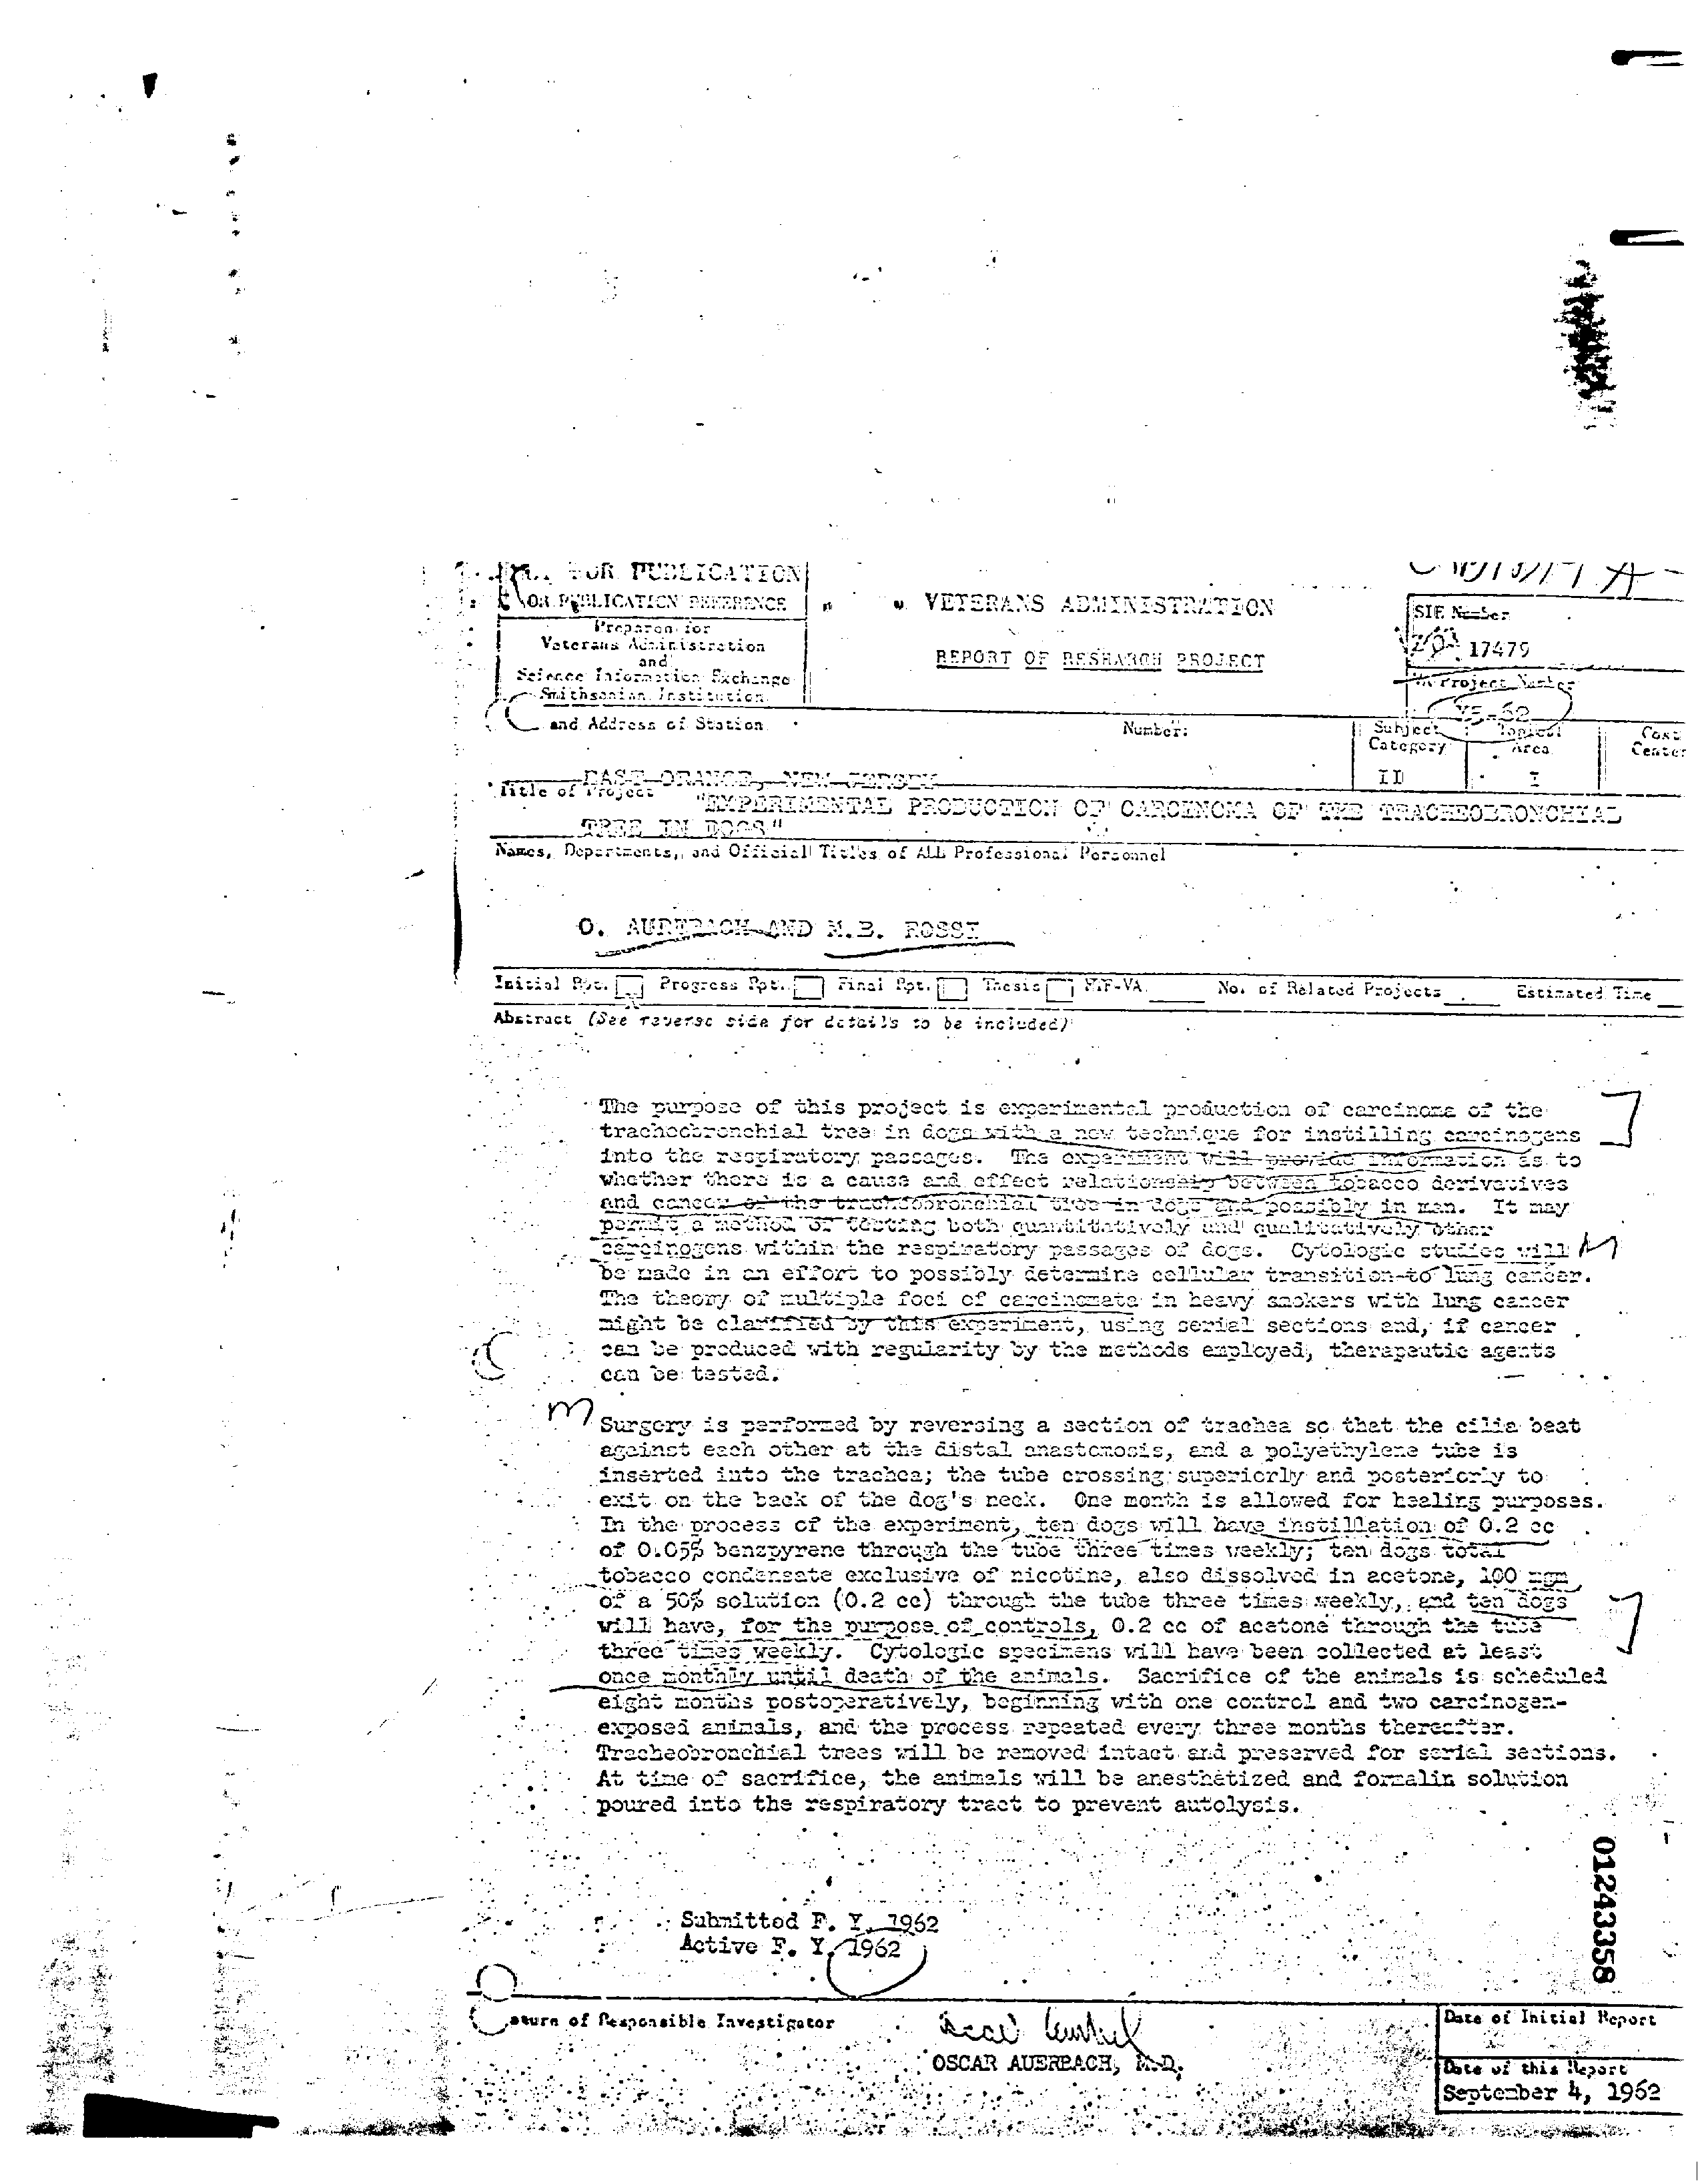 FOR PUBLICATION
OR PUBLICATION REFERENCE
Prepared for
Veterans Administration
and
Science Information Exchange
Smithsonian Institution
VETERANS ADMINISTRATION
REPORT OF RESEARCH PROJECT
SIE Number
17479
Project Number
and Address of Station
Number:
Subject Category
Topical Area
Cost Center
EAST ORANGE, NEW JERSEY
II
I
Title of Project
"EXPERIMENTAL PRODUCTION OF CARCINOMA OF THE TRACHEOBRONCHIAL
TREE IN DOGS"
Names, Departments, and Official Titles of ALL Professional Personnel
O. AUERBACH AND M.B. ROSSI
Initial Rpt. Progress Rpt. Final Rpt. Thesis -VA No. of Related Projects Estimated Time
Abstract (See reverse side for details to be included)
The purpose of this project is experimental production of carcinoma of the
tracheobronchial tree in dogs with a new technique for instilling carcinogens
into the respiratory passages. The experiment will provide information as to
whether there is a cause and effect relationship between tobacco derivatives
and cancer of the tracheobronchial tree in dogs and possibly in man. It may
permit a method of testing both quantitatively and qualitatively other
carcinogens within the respiratory passages of dogs. Cytologic studies will
be made in an effort to possibly determine cellular transition to lung cancer.
The theory of multiple foci of carcinomata in heavy smokers with lung cancer
might be clarified by this experiment, using serial sections and, if cancer
can be produced with regularity by the methods employed, therapeutic agents
can be tested.
Surgery is performed by reversing a section of trachea so that the cilia beat
against each other at the distal anastomosis, and a polyethylene tube is
inserted into the trachea; the tube crossing superiorly and posteriorly to
exit on the back of the dog's neck. One month is allowed for healing purposes.
In the process of the experiment, ten dogs will have instillation of 0.2 cc
of 0.05% benzpyrene through the tube three times weekly; ten dogs total
tobacco condensate exclusive of nicotine, also dissolved in acetone, 100 mgm
of a 50% solution (0.2 cc) through the tube three times weekly, and ten dogs
will have, for the purpose of controls, 0.2 cc of acetone through the tube
three times weekly. Cytologic specimens will have been collected at least
once monthly until death of the animals. Sacrifice of the animals is scheduled
eight months postoperatively, beginning with one control and two carcinogen-
exposed animals, and the process repeated every three months thereafter.
Tracheobronchial trees will be removed intact and preserved for serial sections.
At time of sacrifice, the animals will be anesthetized and formalin solution
poured into the respiratory tract to prevent autolysis.
01243358
Submitted F. Y. 1962
Active F. Y. 1962
ature of Responsible Investigator
OSCAR AUERBACH, M.D.
Date of Initial Report
Date of this Report
September 4, 1962